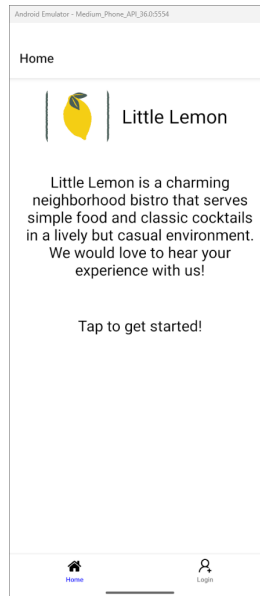 Android Emulator - Medium_Phone_API_36.0:5554
Home
Little Lemon
Little Lemon is a charming
neighborhood bistro that serves
simple food and classic cocktails
in a lively but casual environment.
We would love to hear your
experience with us!
Tap to get started!
Home
Login